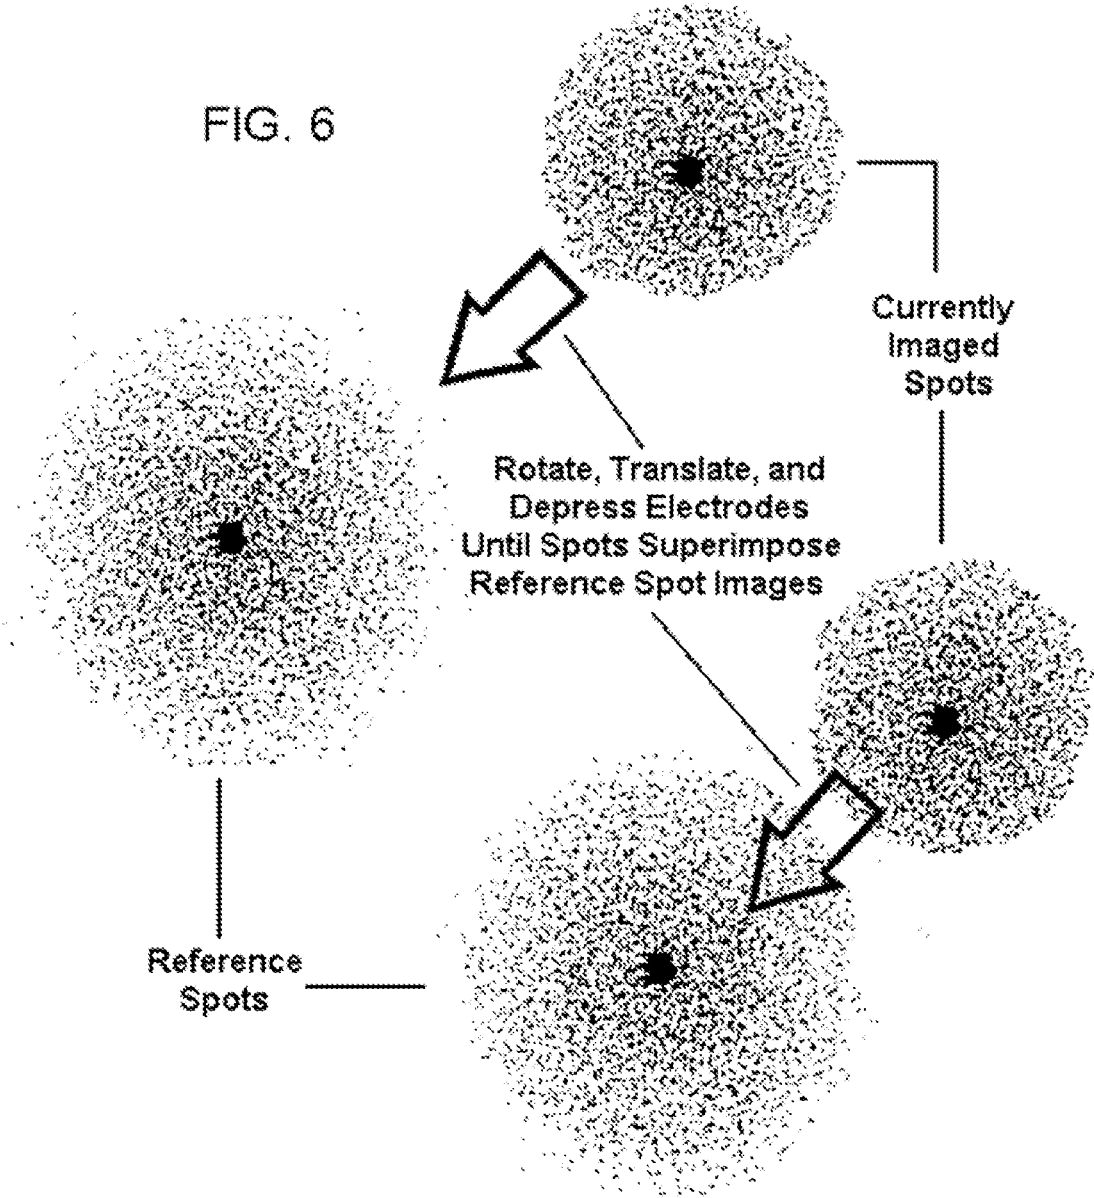 FIG. 6
Currently
Imaged
Spots
Rotate, Translate, and
Depress Electrodes
Until Spots Superimpose
Reference Spot Images
Reference
Spots